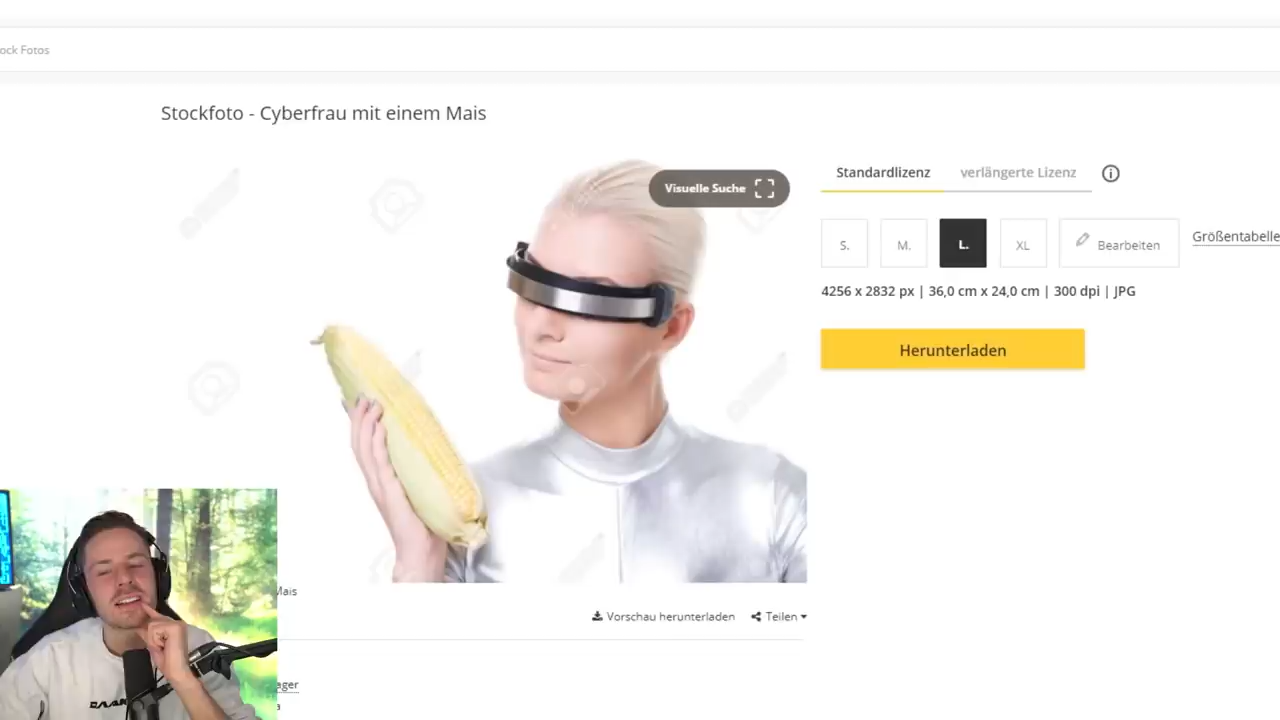 ock Fotos
Stockfoto - Cyberfrau mit einem Mais
Visuelle Suche
Standardlizenz verlängerte Lizenz
S. M. L. XL Bearbeiten Größentabelle
4256 x 2832 px | 36,0 cm x 24,0 cm | 300 dpi | JPG
Herunterladen
Mais
Vorschau herunterladen Teilen
ager
a